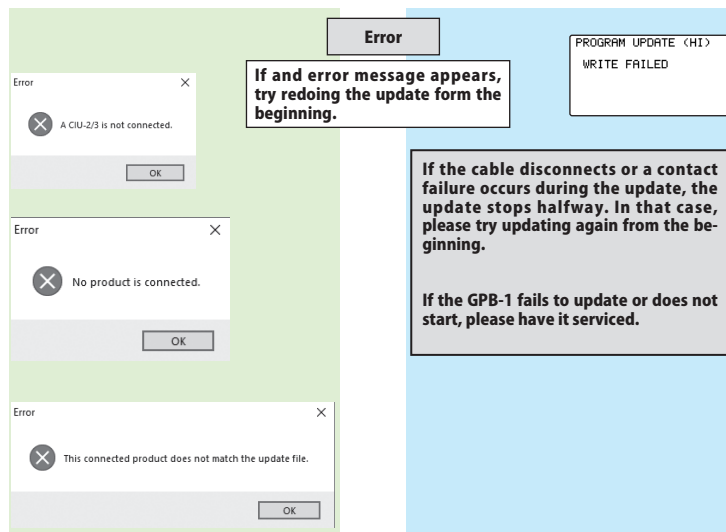 Error
If and error message appears,
try redoing the update form the
beginning.
Error
A CIU-2/3 is not connected.
OK
Error
No product is connected.
OK
Error
This connected product does not match the update file.
OK
PROGRAM UPDATE (HI)
WRITE FAILED
If the cable disconnects or a contact
failure occurs during the update, the
update stops halfway. In that case,
please try updating again from the be-
ginning.
If the GPB-1 fails to update or does not
start, please have it serviced.